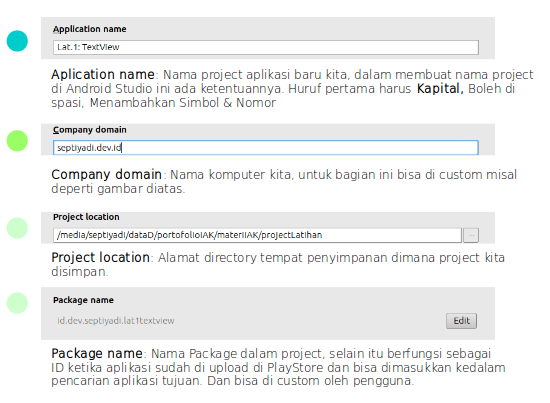 Application name
Lat.1: TextView
Aplication name: Nama project aplikasi baru kita, dalam membuat nama project
di Android Studio ini ada ketentuannya. Huruf pertama harus Kapital, Boleh di
spasi, Menambahkan Simbol & Nomor
Company domain
septiyadi.dev.id
Company domain: Nama komputer kita, untuk bagian ini bisa di custom misal
deperti gambar diatas.
Project location
/media/septiyadi/dataD/portofolioIAK/materiIAK/projectLatihan
...
Project location: Alamat directory tempat penyimpanan dimana project kita
disimpan.
Package name
id.dev.septiyadi.lat1textview
Edit
Package name: Nama Package dalam project, selain itu berfungsi sebagai
ID ketika aplikasi sudah di upload di PlayStore dan bisa dimasukkan kedalam
pencarian aplikasi tujuan. Dan bisa di custom oleh pengguna.